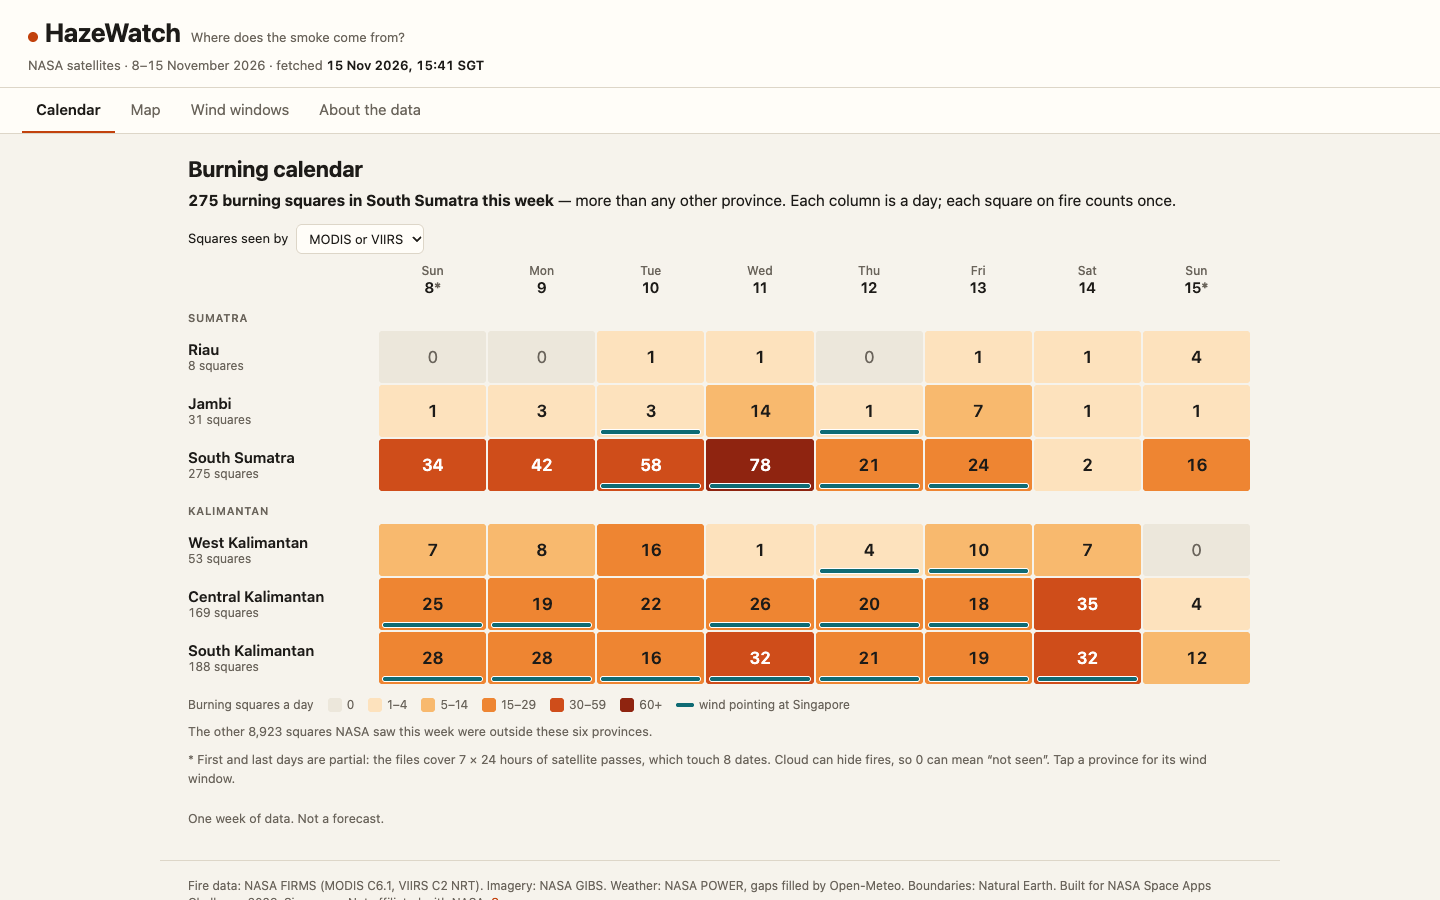 HazeWatch Where does the smoke come from?
NASA satellites · 8–15 November 2026 · fetched 15 Nov 2026, 15:41 SGT
Calendar Map Wind windows About the data
Burning calendar
275 burning squares in South Sumatra this week — more than any other province. Each column is a day; each square on fire counts once.
Squares seen by MODIS or VIIRS
Sun Mon Tue Wed Thu Fri Sat Sun
8* 9 10 11 12 13 14 15*
SUMATRA
Riau 0 0 1 1 0 1 1 4
8 squares
Jambi 1 3 3 14 1 7 1 1
31 squares
South Sumatra 34 42 58 78 21 24 2 16
275 squares
KALIMANTAN
West Kalimantan 7 8 16 1 4 10 7 0
53 squares
Central Kalimantan 25 19 22 26 20 18 35 4
169 squares
South Kalimantan 28 28 16 32 21 19 32 12
188 squares
Burning squares a day 0 1–4 5–14 15–29 30–59 60+ wind pointing at Singapore
The other 8,923 squares NASA saw this week were outside these six provinces.
* First and last days are partial: the files cover 7 × 24 hours of satellite passes, which touch 8 dates. Cloud can hide fires, so 0 can mean “not seen”. Tap a province for its wind
window.
One week of data. Not a forecast.
Fire data: NASA FIRMS (MODIS C6.1, VIIRS C2 NRT). Imagery: NASA GIBS. Weather: NASA POWER, gaps filled by Open-Meteo. Boundaries: Natural Earth. Built for NASA Space Apps